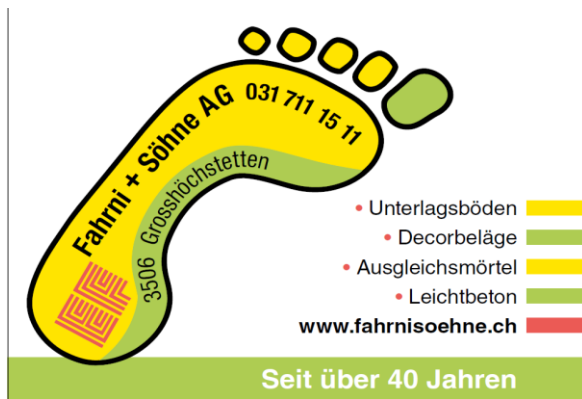 Fahrni + Söhne AG 031 711 15 11
3506 Grosshöchstetten
• Unterlagsböden
• Decorbeläge
• Ausgleichsmörtel
• Leichtbeton
www.fahrnisoehne.ch
Seit über 40 Jahren